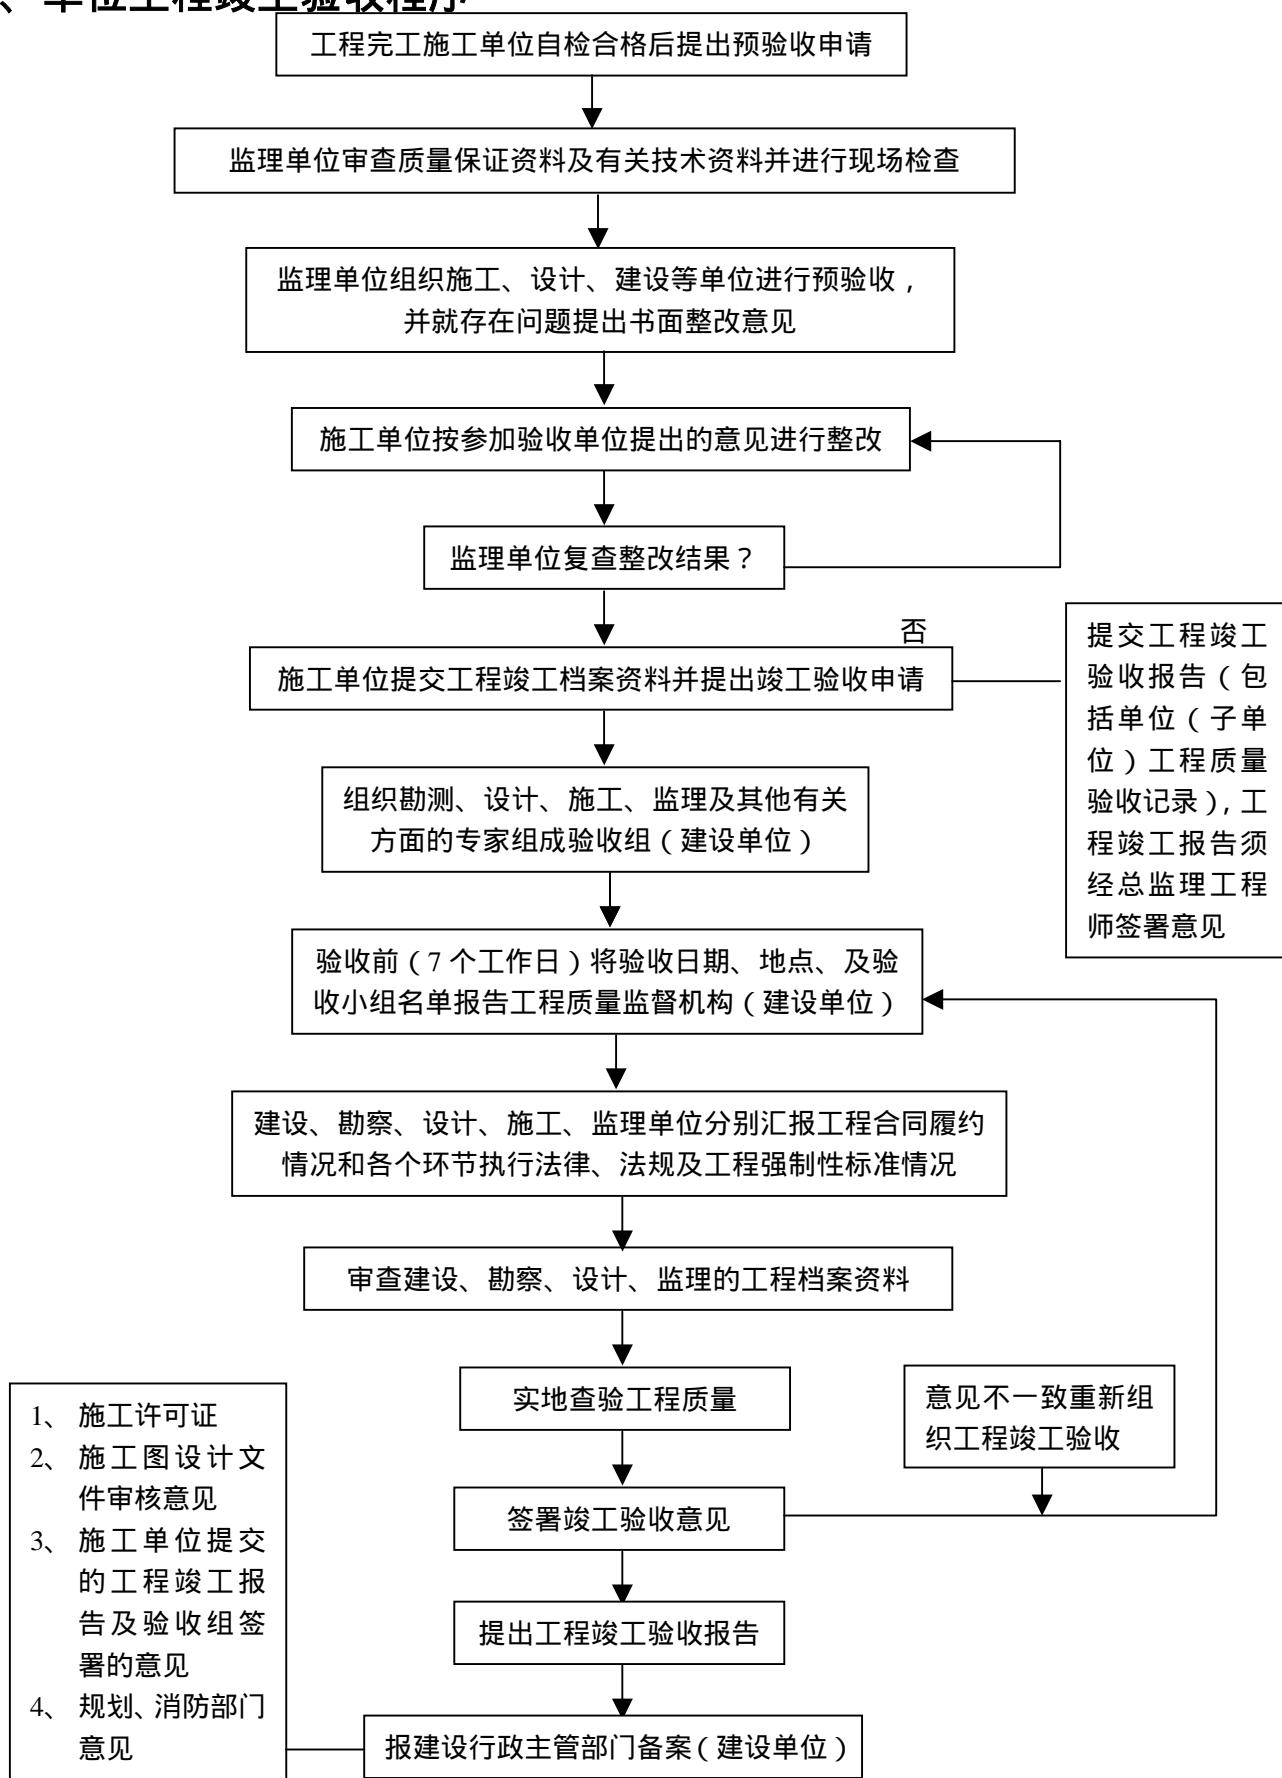 、单位工程竣工验收程序
工程完工施工单位自检合格后提出预验收申请
监理单位审查质量保证资料及有关技术资料并进行现场检查
监理单位组织施工、设计、建设等单位进行预验收，
并就存在问题提出书面整改意见
施工单位按参加验收单位提出的意见进行整改
监理单位复查整改结果？
否
施工单位提交工程竣工档案资料并提出竣工验收申请
提交工程竣工
验收报告（包
括单位（子单
位）工程质量
验收记录），工
程竣工报告须
经总监理工程
师签署意见
组织勘测、设计、施工、监理及其他有关
方面的专家组成验收组（建设单位）
验收前（7 个工作日）将验收日期、地点、及验
收小组名单报告工程质量监督机构（建设单位）
建设、勘察、设计、施工、监理单位分别汇报工程合同履约
情况和各个环节执行法律、法规及工程强制性标准情况
审查建设、勘察、设计、监理的工程档案资料
实地查验工程质量
意见不一致重新组
织工程竣工验收
签署竣工验收意见
提出工程竣工验收报告
报建设行政主管部门备案（建设单位）
1、 施工许可证
2、 施工图设计文
件审核意见
3、 施工单位提交
的工程竣工报
告及验收组签
署的意见
4、 规划、消防部门
意见